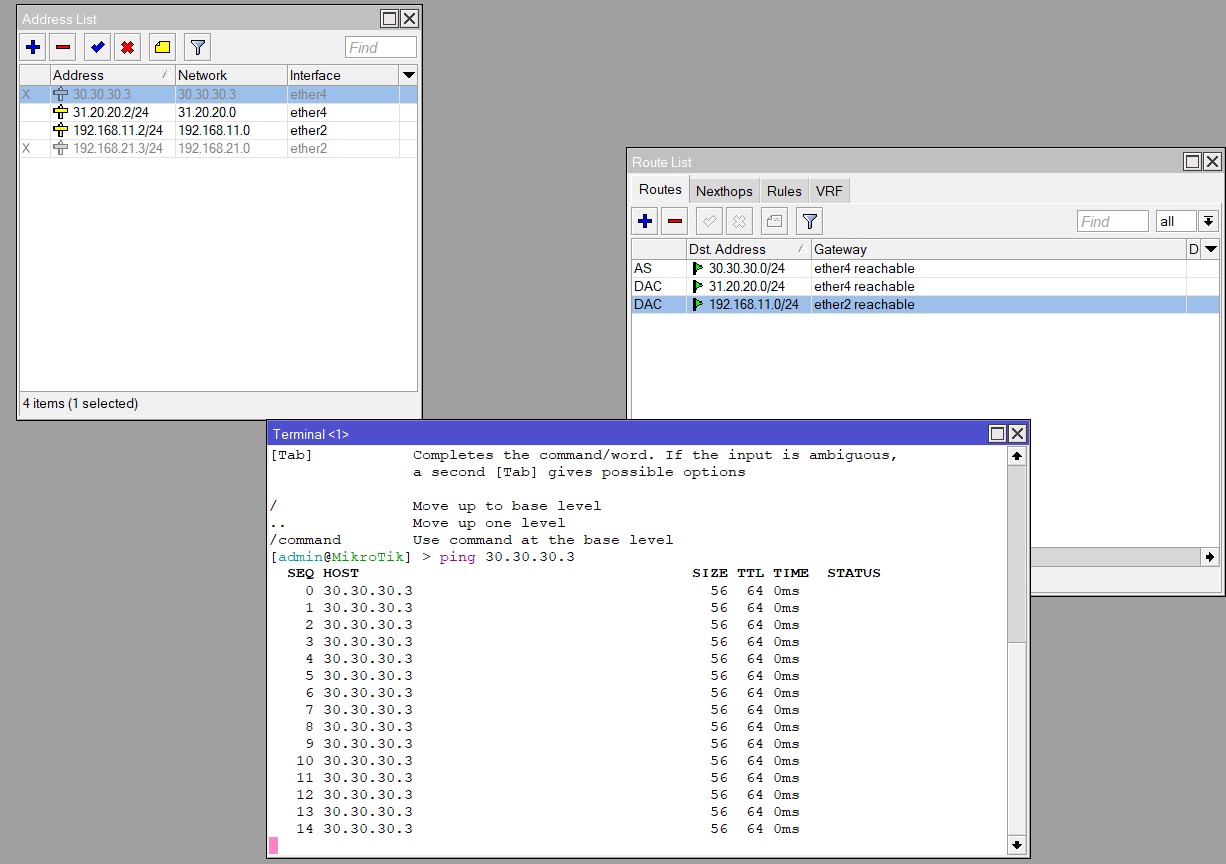 Address List
Find
Address Network Interface
X 30.30.30.3 30.30.30.3 ether4
31.20.20.2/24 31.20.20.0 ether4
192.168.11.2/24 192.168.11.0 ether2
X 192.168.21.3/24 192.168.21.0 ether2
4 items (1 selected)
Route List
Routes Nexthops Rules VRF
Find all
Dst. Address Gateway D
AS 30.30.30.0/24 ether4 reachable
DAC 31.20.20.0/24 ether4 reachable
DAC 192.168.11.0/24 ether2 reachable
Terminal <1>
[Tab] Completes the command/word. If the input is ambiguous,
a second [Tab] gives possible options
/ Move up to base level
.. Move up one level
/command Use command at the base level
[admin@MikroTik] > ping 30.30.30.3
SEQ HOST SIZE TTL TIME STATUS
0 30.30.30.3 56 64 0ms
1 30.30.30.3 56 64 0ms
2 30.30.30.3 56 64 0ms
3 30.30.30.3 56 64 0ms
4 30.30.30.3 56 64 0ms
5 30.30.30.3 56 64 0ms
6 30.30.30.3 56 64 0ms
7 30.30.30.3 56 64 0ms
8 30.30.30.3 56 64 0ms
9 30.30.30.3 56 64 0ms
10 30.30.30.3 56 64 0ms
11 30.30.30.3 56 64 0ms
12 30.30.30.3 56 64 0ms
13 30.30.30.3 56 64 0ms
14 30.30.30.3 56 64 0ms